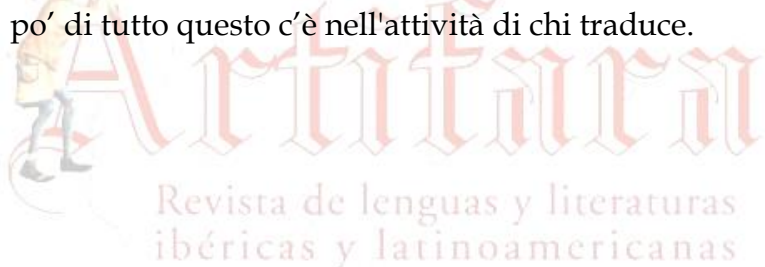 po’ di tutto questo c’è nell'attività di chi traduce.
Artifara
Revista de lenguas y literaturas
ibéricas y latinoamericanas